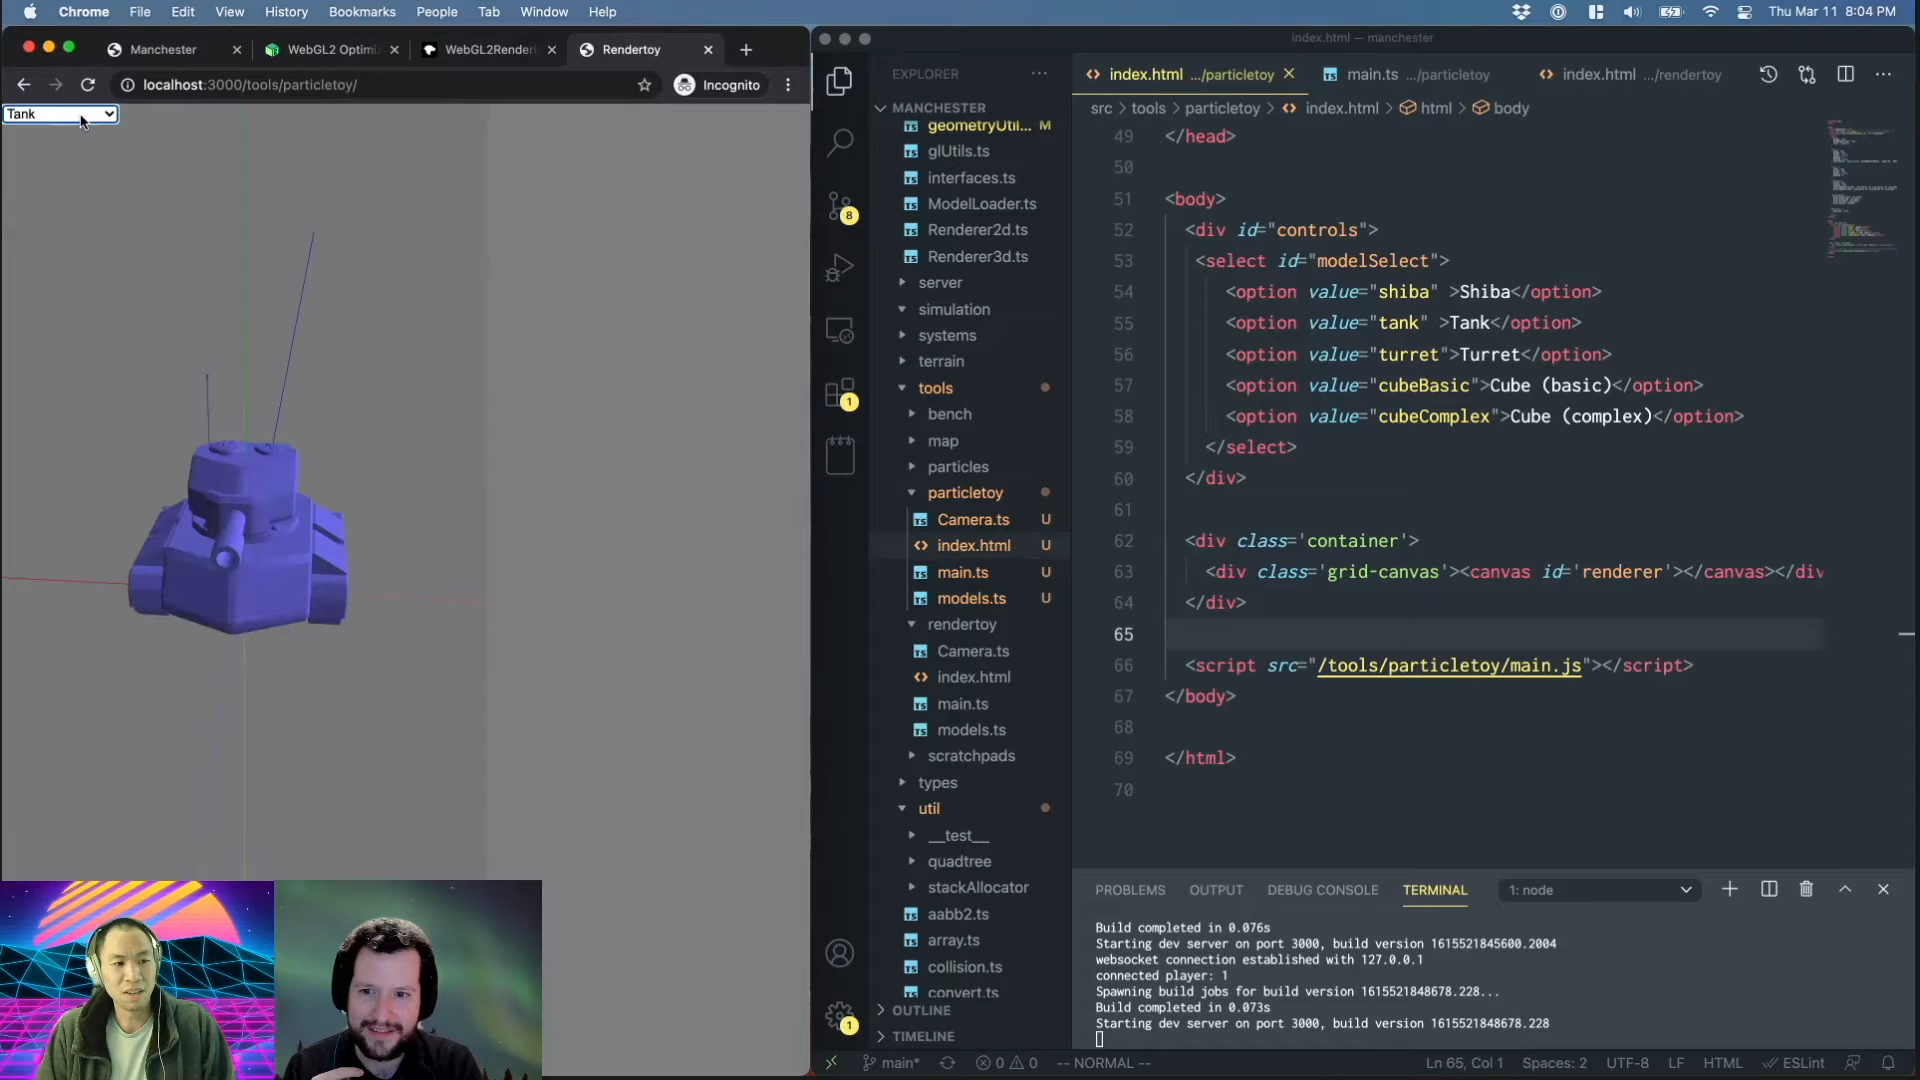 Chrome File Edit View History Bookmarks People Tab Window Help
Thu Mar 11 8:04 PM
Manchester
WebGL2 Optimi
WebGL2Renderi
Rendertoy
localhost:3000/tools/particletoy/
Incognito
Tank
index.html — manchester
EXPLORER
MANCHESTER
geometryUtil... M
glUtils.ts
interfaces.ts
ModelLoader.ts
Renderer2d.ts
Renderer3d.ts
server
simulation
systems
terrain
tools
bench
map
particles
particletoy
Camera.ts U
index.html U
main.ts U
models.ts U
rendertoy
Camera.ts
index.html
main.ts
models.ts
scratchpads
types
util
__test__
quadtree
stackAllocator
aabb2.ts
array.ts
collision.ts
convert.ts
OUTLINE
TIMELINE
8
1
1
index.html .../particletoy
main.ts .../particletoy
index.html .../rendertoy
src > tools > particletoy > index.html > html > body
49 </head>
50
51 <body>
52 <div id="controls">
53 <select id="modelSelect">
54 <option value="shiba" >Shiba</option>
55 <option value="tank" >Tank</option>
56 <option value="turret">Turret</option>
57 <option value="cubeBasic">Cube (basic)</option>
58 <option value="cubeComplex">Cube (complex)</option>
59 </select>
60 </div>
61
62 <div class='container'>
63 <div class='grid-canvas'><canvas id='renderer'></canvas></div
64 </div>
65
66 <script src="/tools/particletoy/main.js"></script>
67 </body>
68
69 </html>
70
PROBLEMS OUTPUT DEBUG CONSOLE TERMINAL 1: node
Build completed in 0.076s
Starting dev server on port 3000, build version 1615521845600.2004
websocket connection established with 127.0.0.1
connected player: 1
Spawning build jobs for build version 1615521848678.228...
Build completed in 0.073s
Starting dev server on port 3000, build version 1615521848678.228
main* 0 0 -- NORMAL -- Ln 65, Col 1 Spaces: 2 UTF-8 LF HTML ESLint